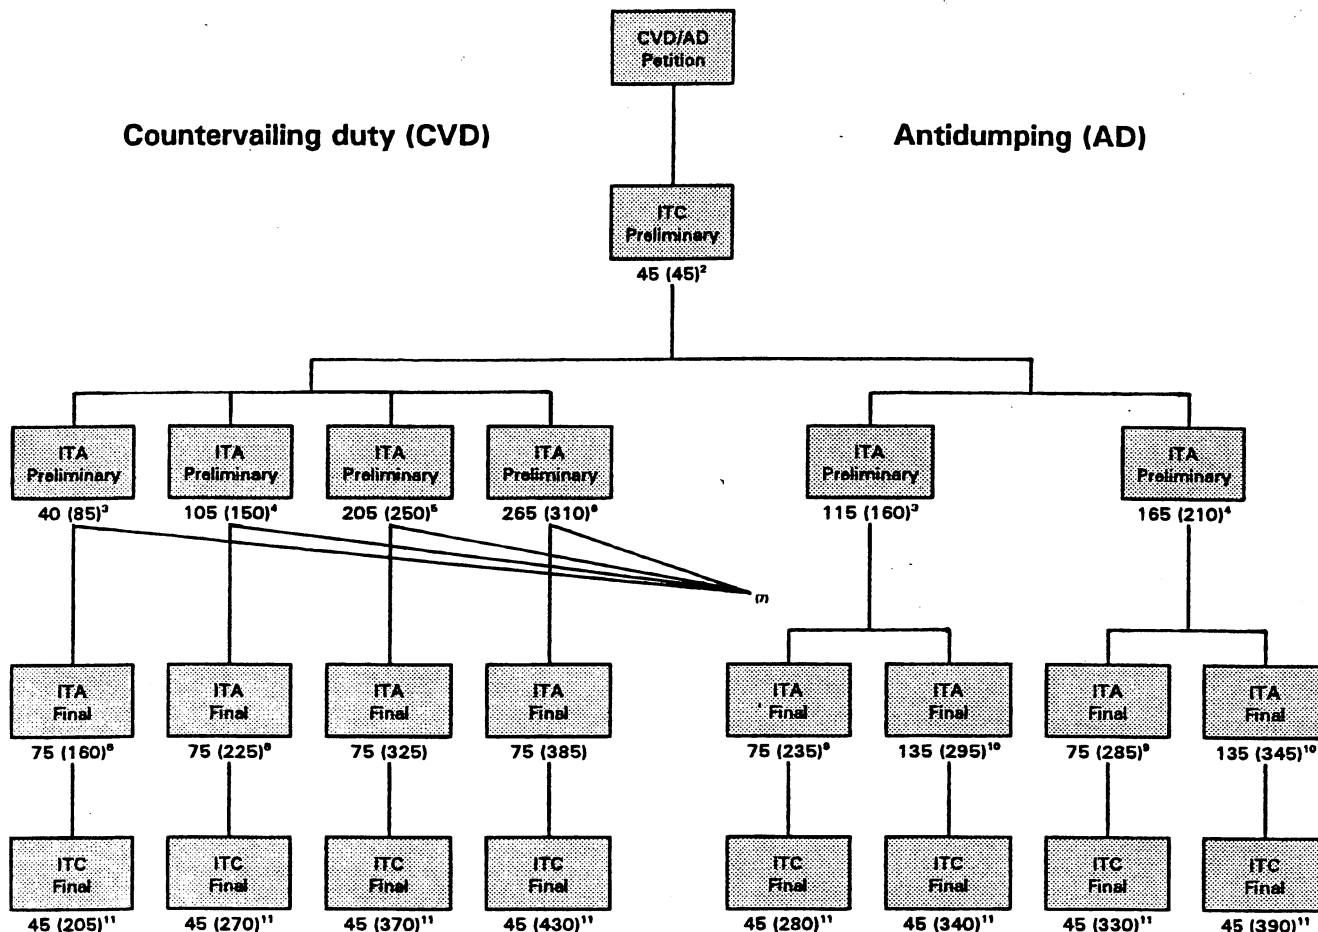 CVD/AD
Petition
Countervailing duty (CVD)
Antidumping (AD)
ITC
Preliminary
45 (45)²
ITA
Preliminary
40 (85)³
ITA
Preliminary
105 (150)⁴
ITA
Preliminary
205 (250)⁵
ITA
Preliminary
265 (310)⁶
ITA
Preliminary
115 (160)³
ITA
Preliminary
165 (210)⁴
(7)
ITA
Final
75 (160)⁸
ITA
Final
75 (225)⁸
ITA
Final
75 (325)
ITA
Final
75 (385)
ITA
Final
75 (235)⁹
ITA
Final
135 (295)¹⁰
ITA
Final
75 (285)⁹
ITA
Final
135 (345)¹⁰
ITC
Final
45 (205)¹¹
ITC
Final
45 (270)¹¹
ITC
Final
45 (370)¹¹
ITC
Final
45 (430)¹¹
ITC
Final
45 (280)¹¹
ITC
Final
45 (340)¹¹
ITC
Final
45 (330)¹¹
ITC
Final
45 (390)¹¹